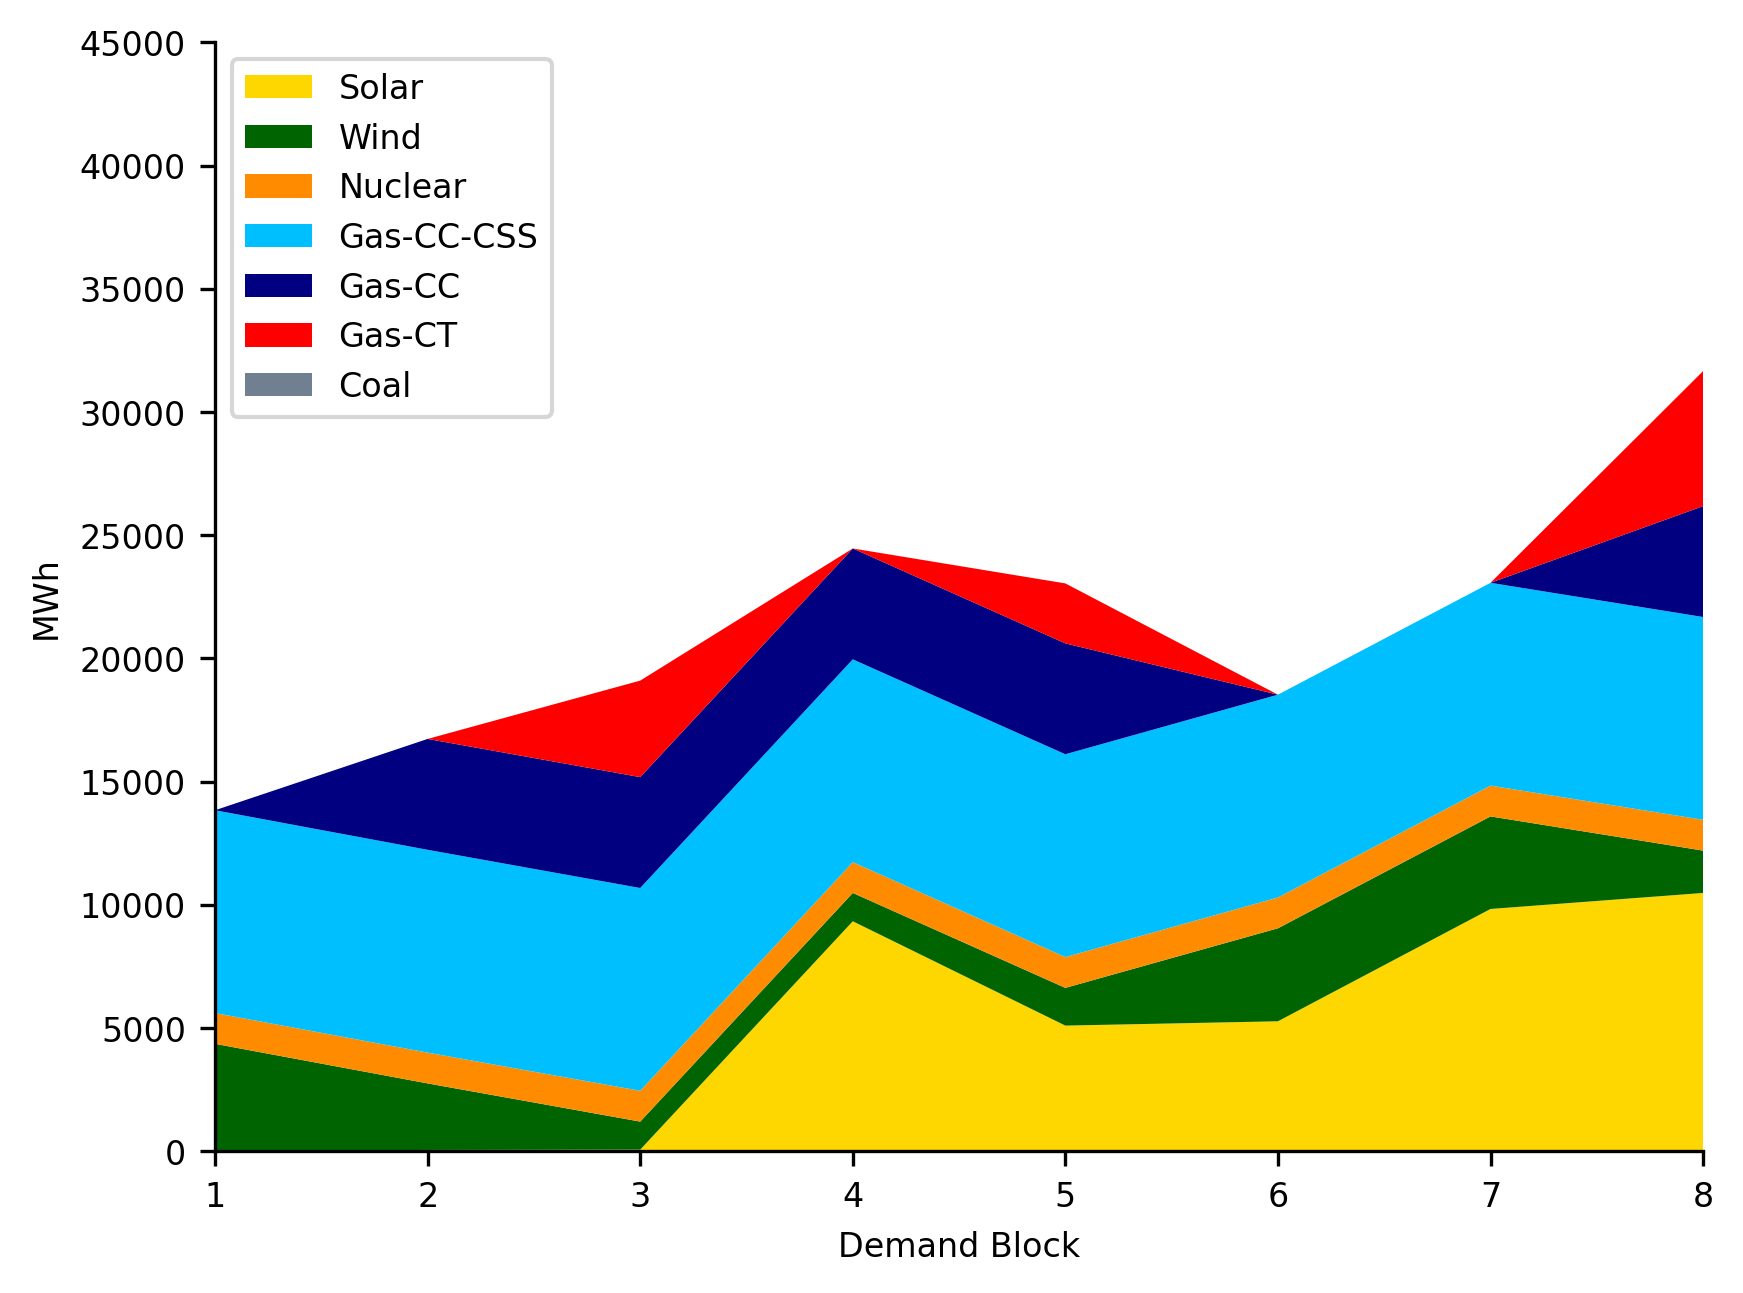 45000
40000
35000
30000
25000
20000
15000
10000
5000
0
MWh
Solar
Wind
Nuclear
Gas-CC-CSS
Gas-CC
Gas-CT
Coal
1 2 3 4 5 6 7 8
Demand Block